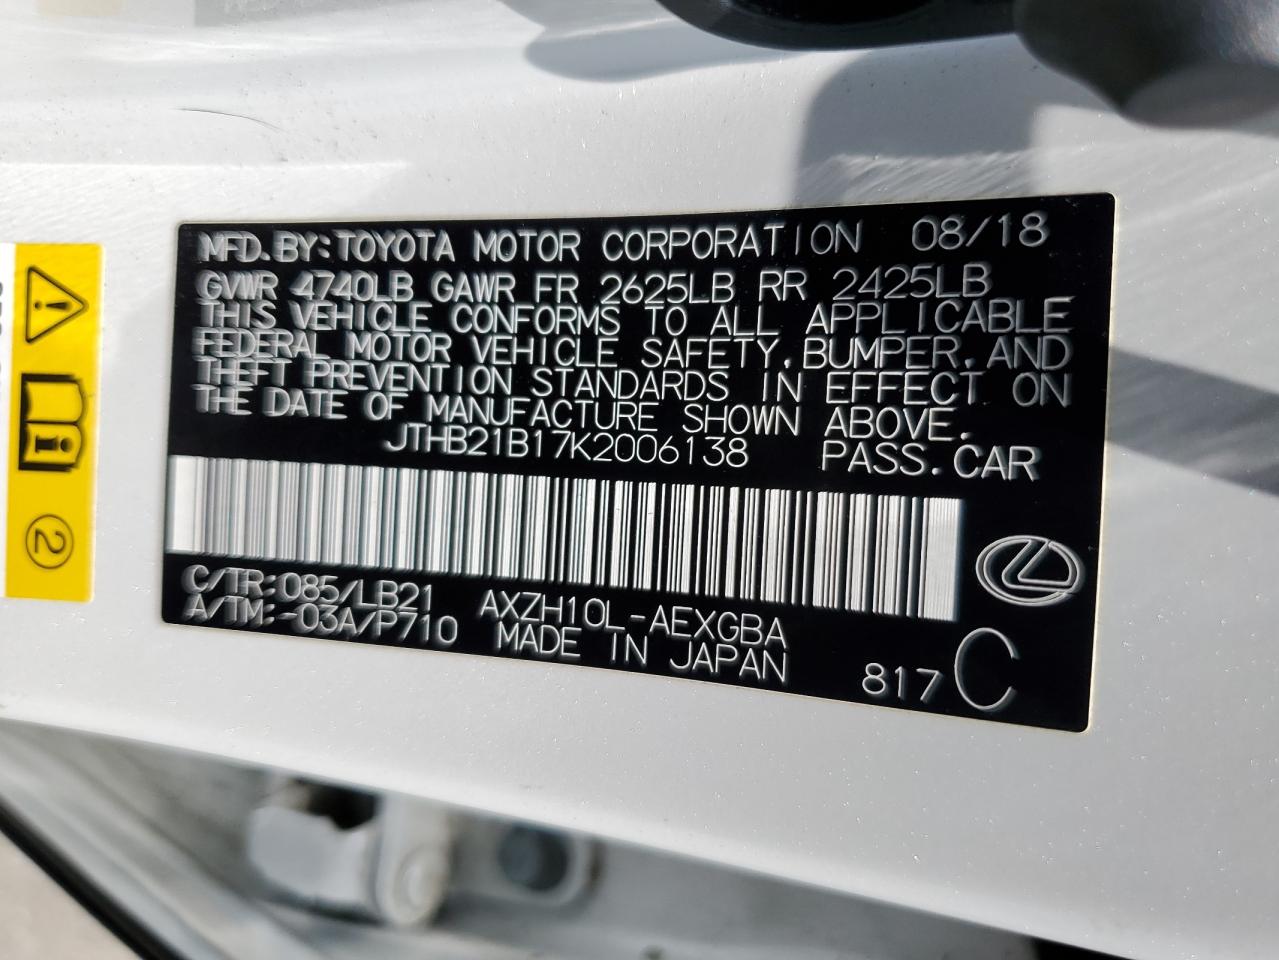 MFD.BY:TOYOTA MOTOR CORPORATION 08/18
GVWR 4740LB GAWR FR 2625LB RR 2425LB
THIS VEHICLE CONFORMS TO ALL APPLICABLE
FEDERAL MOTOR VEHICLE SAFETY,BUMPER,AND
THEFT PREVENTION STANDARDS IN EFFECT ON
THE DATE OF MANUFACTURE SHOWN ABOVE.
JTHB21B17K2006138 PASS.CAR
C/TR:085/LB21 AXZH10L-AEXGBA
A/TM:-03A/P710 MADE IN JAPAN 817 C
i
2